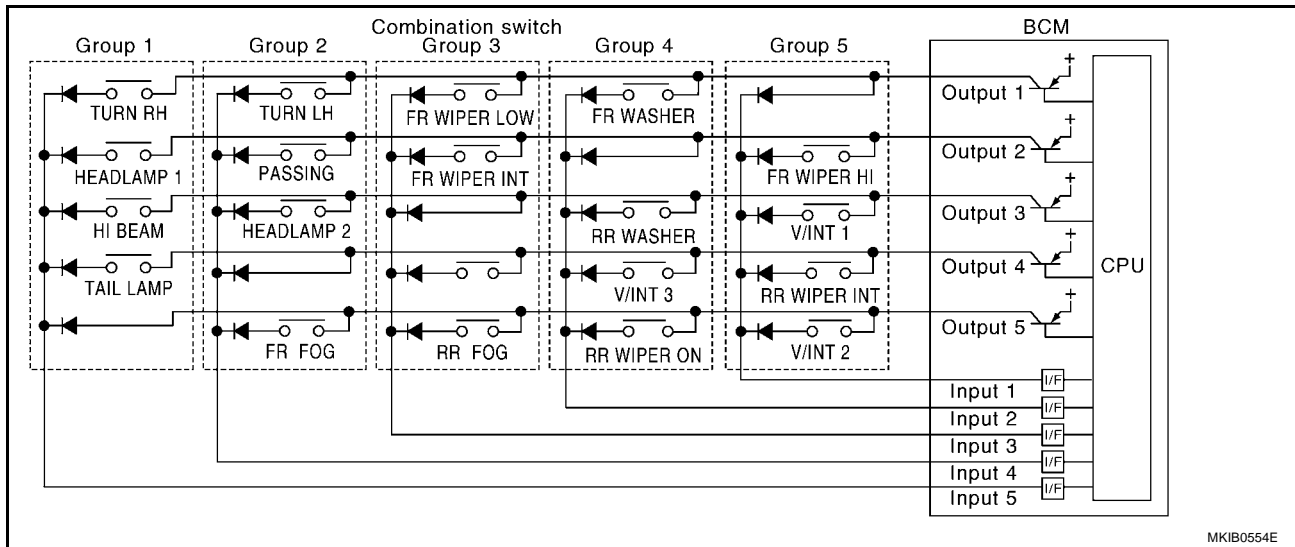 Combination switch
BCM
Group 1 Group 2 Group 3 Group 4 Group 5
+
TURN RH TURN LH FR WIPER LOW FR WASHER Output 1
+
HEADLAMP 1 PASSING FR WIPER INT FR WIPER HI Output 2
+
HI BEAM HEADLAMP 2 RR WASHER V/INT 1 Output 3
+
TAIL LAMP V/INT 3 RR WIPER INT Output 4 CPU
+
FR FOG RR FOG RR WIPER ON V/INT 2 Output 5
I/F
Input 1
I/F
Input 2
I/F
Input 3
I/F
Input 4
I/F
Input 5
MKIB0554E